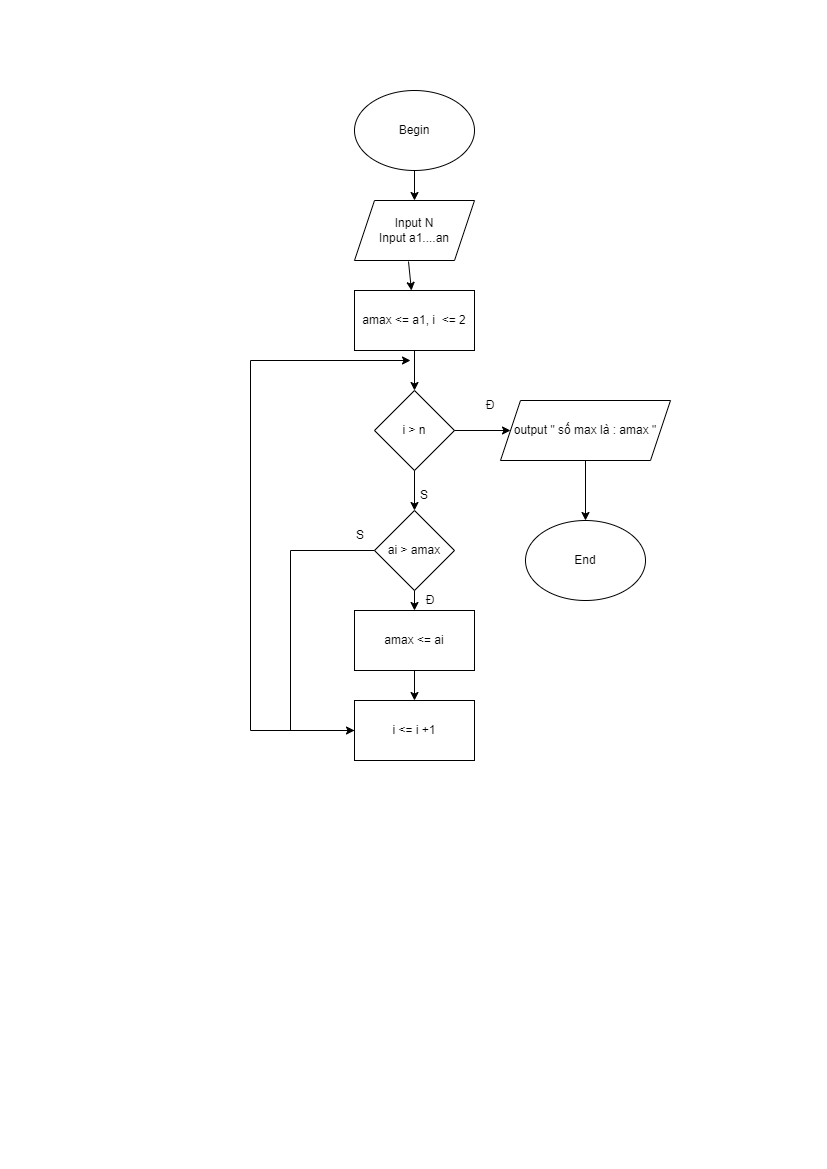 Begin
Input N
Input a1....an
amax <= a1, i  <= 2
i > n
Đ
output " số max là : amax "
S
End
ai > amax
S
Đ
amax <= ai
i <= i +1